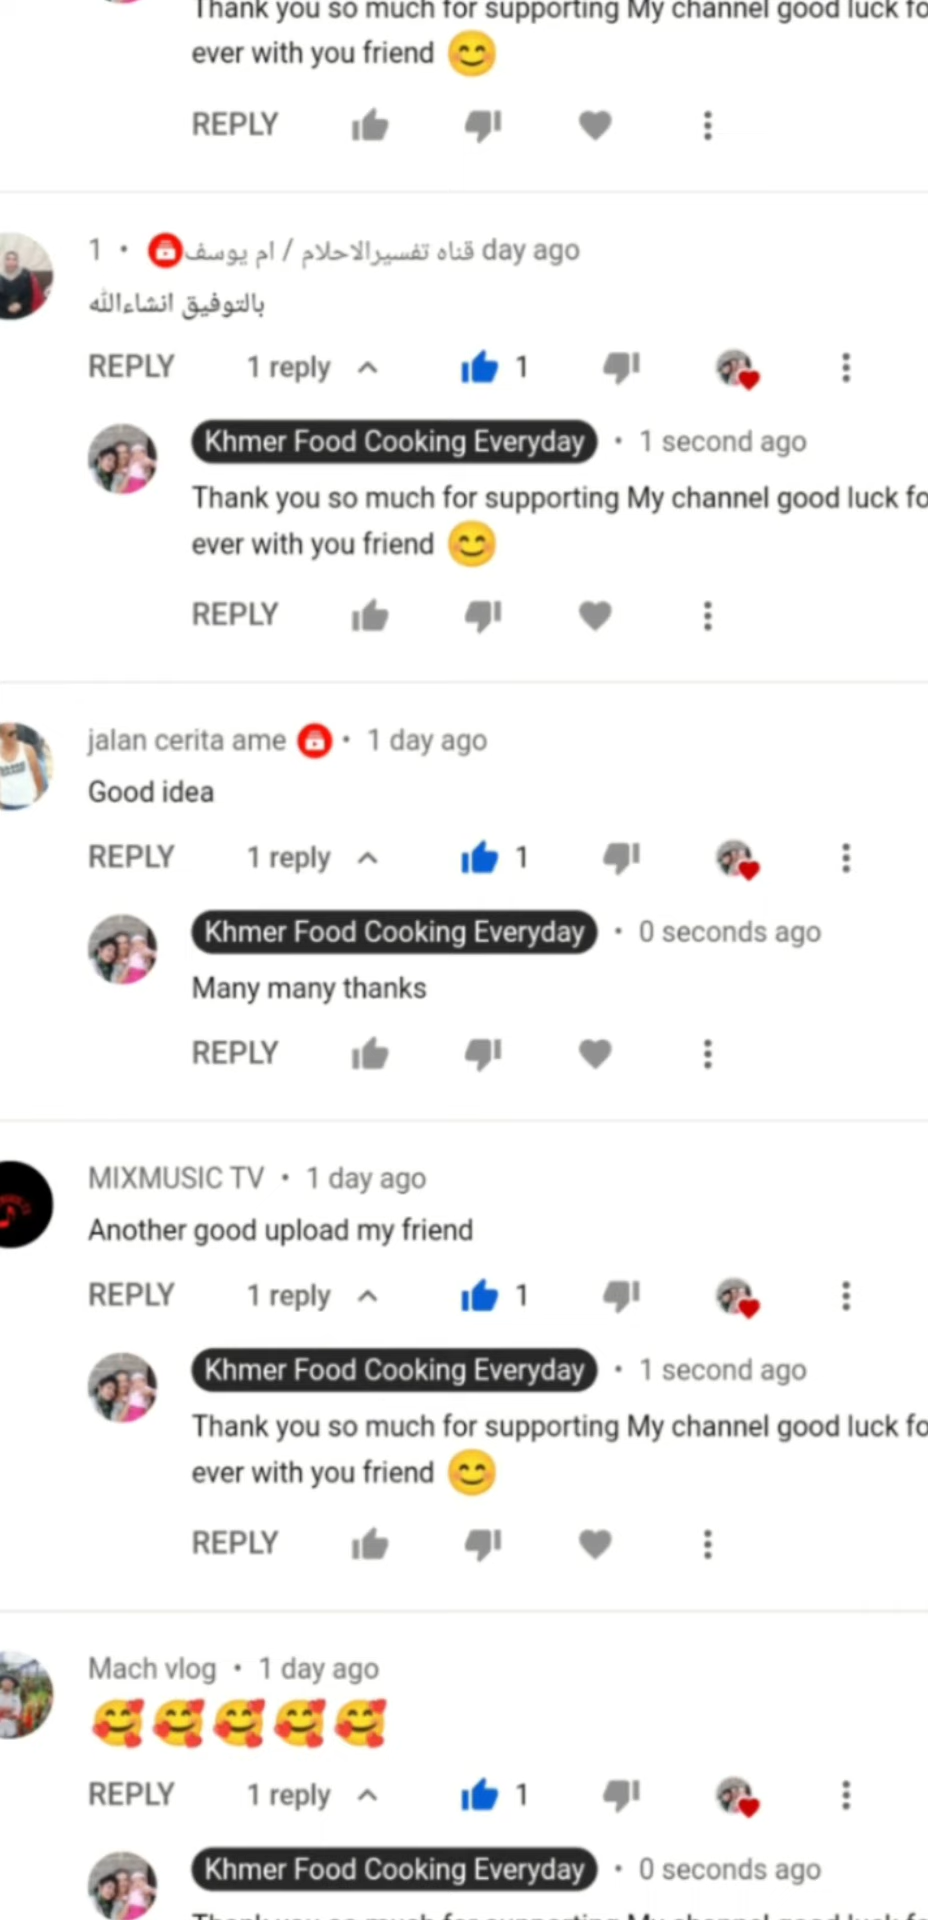 Thank you so much for supporting My channel good luck fo
ever with you friend 😊
REPLY
1 • قناه تفسيرالاحلام / ام يوسف day ago
بالتوفيق انشاءالله
REPLY 1 reply 1
Khmer Food Cooking Everyday • 1 second ago
Thank you so much for supporting My channel good luck fo
ever with you friend 😊
REPLY
jalan cerita ame • 1 day ago
Good idea
REPLY 1 reply 1
Khmer Food Cooking Everyday • 0 seconds ago
Many many thanks
REPLY
MIXMUSIC TV • 1 day ago
Another good upload my friend
REPLY 1 reply 1
Khmer Food Cooking Everyday • 1 second ago
Thank you so much for supporting My channel good luck fo
ever with you friend 😊
REPLY
Mach vlog • 1 day ago
🥰🥰🥰🥰🥰
REPLY 1 reply 1
Khmer Food Cooking Everyday • 0 seconds ago